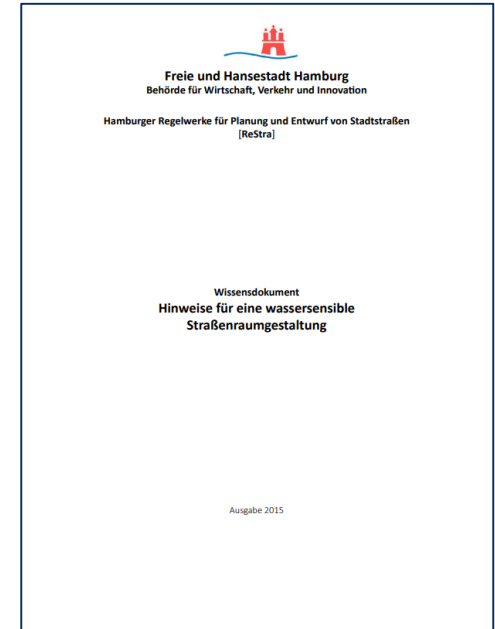 Freie und Hansestadt Hamburg
Behörde für Wirtschaft, Verkehr und Innovation
Hamburger Regelwerke für Planung und Entwurf von Stadtstraßen
[ReStra]
Wissensdokument
Hinweise für eine wassersensible
Straßenraumgestaltung
Ausgabe 2015